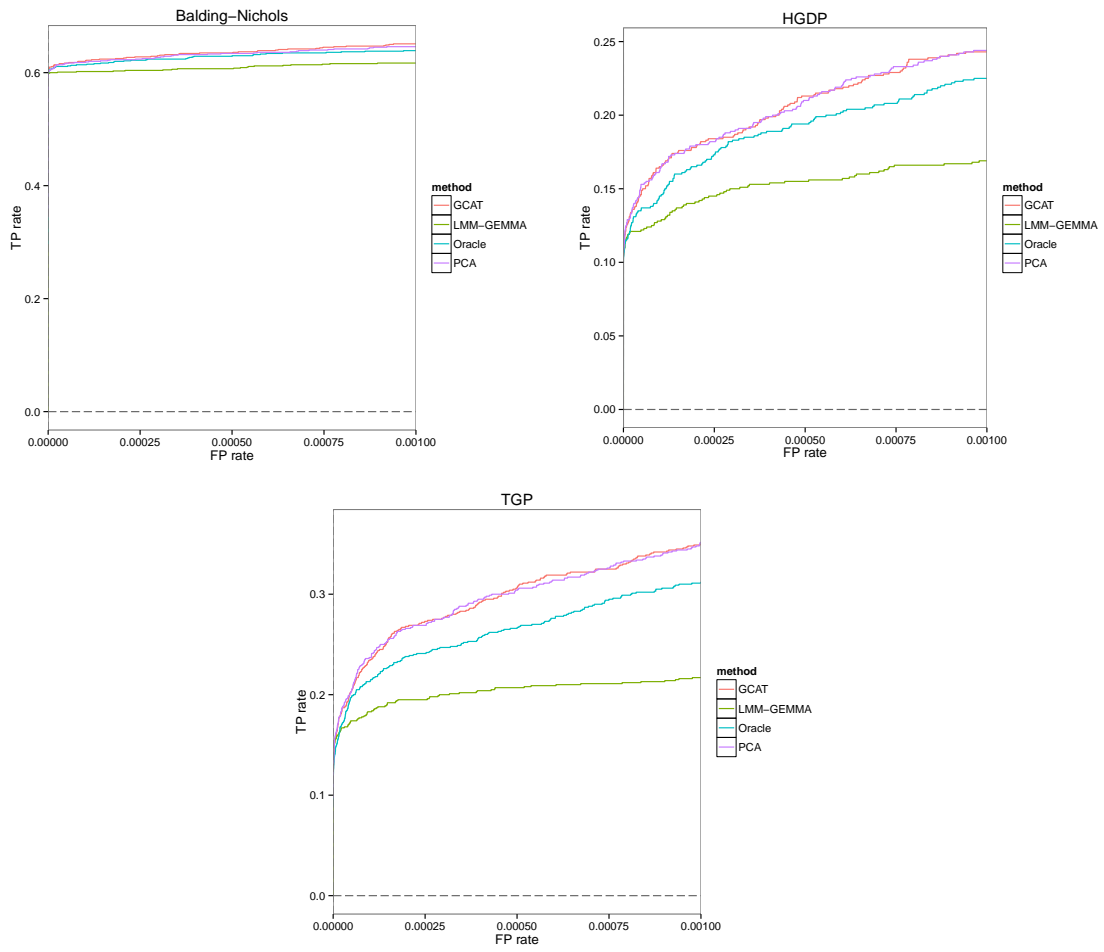 Balding−Nichols
0.6
0.4
0.2
0.0
TP rate
0.00000 0.00025 0.00050 0.00075 0.00100
FP rate
method
GCAT
LMM−GEMMA
Oracle
PCA
HGDP
0.25
0.20
0.15
0.10
0.05
0.00
TP rate
0.00000 0.00025 0.00050 0.00075 0.00100
FP rate
method
GCAT
LMM−GEMMA
Oracle
PCA
TGP
0.3
0.2
0.1
0.0
TP rate
0.00000 0.00025 0.00050 0.00075 0.00100
FP rate
method
GCAT
LMM−GEMMA
Oracle
PCA